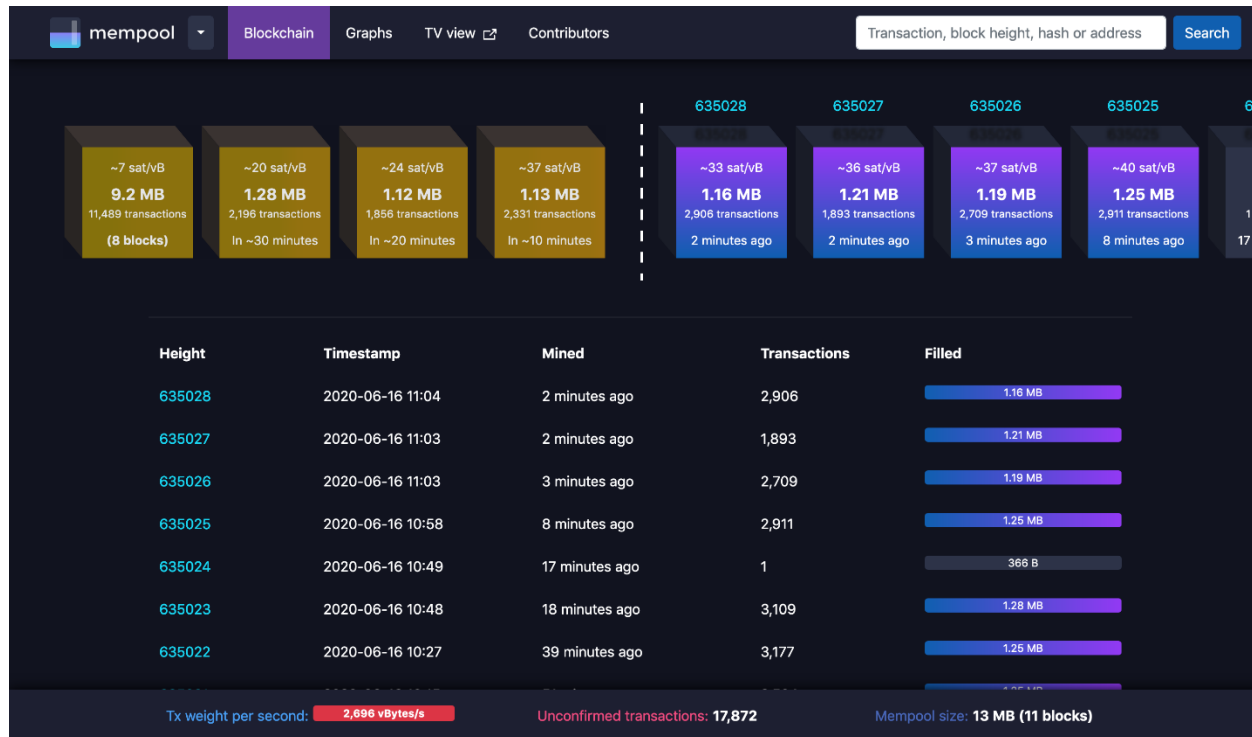 mempool Blockchain Graphs TV view Contributors Transaction, block height, hash or address Search
635028 635027 635026 635025 6
635028 635027 635026 635025
~7 sat/vB ~20 sat/vB ~24 sat/vB ~37 sat/vB ~33 sat/vB ~36 sat/vB ~37 sat/vB ~40 sat/vB
9.2 MB 1.28 MB 1.12 MB 1.13 MB 1.16 MB 1.21 MB 1.19 MB 1.25 MB
11,489 transactions 2,196 transactions 1,856 transactions 2,331 transactions 2,906 transactions 1,893 transactions 2,709 transactions 2,911 transactions 1
(8 blocks) In ~30 minutes In ~20 minutes In ~10 minutes 2 minutes ago 2 minutes ago 3 minutes ago 8 minutes ago 17
Height Timestamp Mined Transactions Filled
635028 2020-06-16 11:04 2 minutes ago 2,906 1.16 MB
635027 2020-06-16 11:03 2 minutes ago 1,893 1.21 MB
635026 2020-06-16 11:03 3 minutes ago 2,709 1.19 MB
635025 2020-06-16 10:58 8 minutes ago 2,911 1.25 MB
635024 2020-06-16 10:49 17 minutes ago 1 366 B
635023 2020-06-16 10:48 18 minutes ago 3,109 1.28 MB
635022 2020-06-16 10:27 39 minutes ago 3,177 1.25 MB
Tx weight per second: 2,696 vBytes/s Unconfirmed transactions: 17,872 Mempool size: 13 MB (11 blocks)